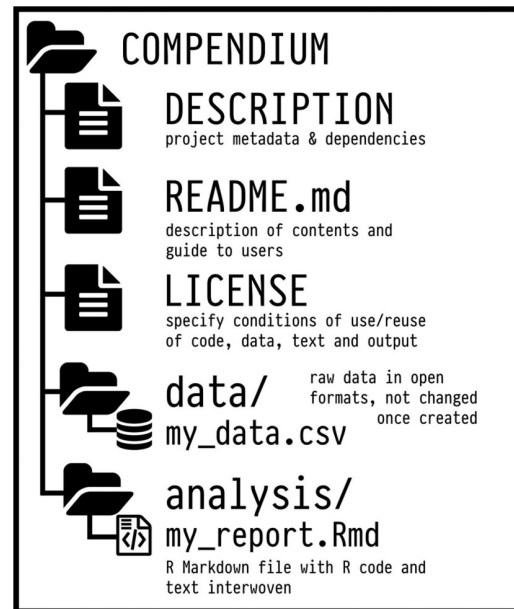 COMPENDIUM
DESCRIPTION
project metadata & dependencies
README.md
description of contents and
guide to users
LICENSE
specify conditions of use/reuse
of code, data, text and output
data/
raw data in open
formats, not changed
once created
my_data.csv
analysis/
my_report.Rmd
R Markdown file with R code and
text interwoven